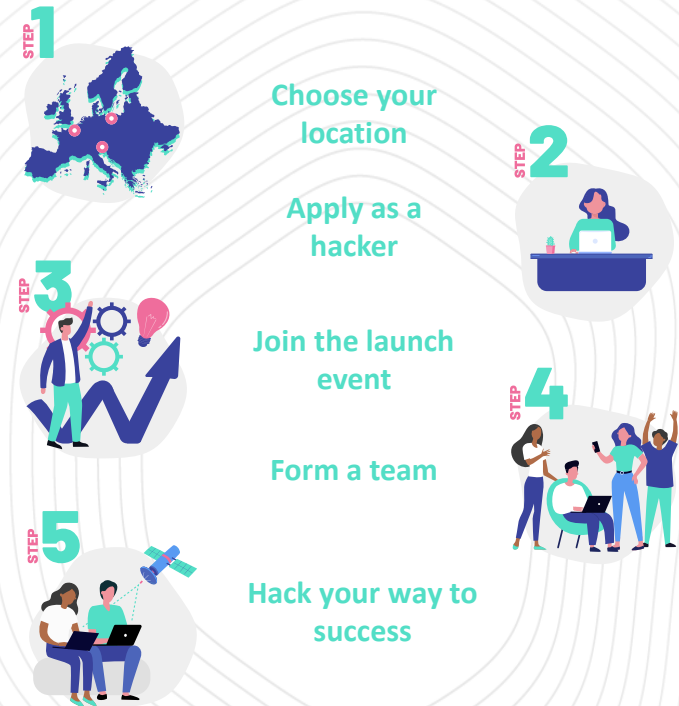 STEP 1
Choose your
location
STEP 2
Apply as a
hacker
STEP 3
Join the launch
event
STEP 4
Form a team
STEP 5
Hack your way to
success